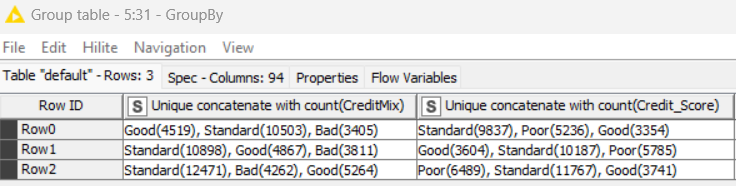 Group table - 5:31 - GroupBy
File Edit Hilite Navigation View
Table "default" - Rows: 3 Spec - Columns: 94 Properties Flow Variables
Row ID S Unique concatenate with count(CreditMix) S Unique concatenate with count(Credit_Score)
Row0 Good(4519), Standard(10503), Bad(3405) Standard(9837), Poor(5236), Good(3354)
Row1 Standard(10898), Good(4867), Bad(3811) Good(3604), Standard(10187), Poor(5785)
Row2 Standard(12471), Bad(4262), Good(5264) Poor(6489), Standard(11767), Good(3741)